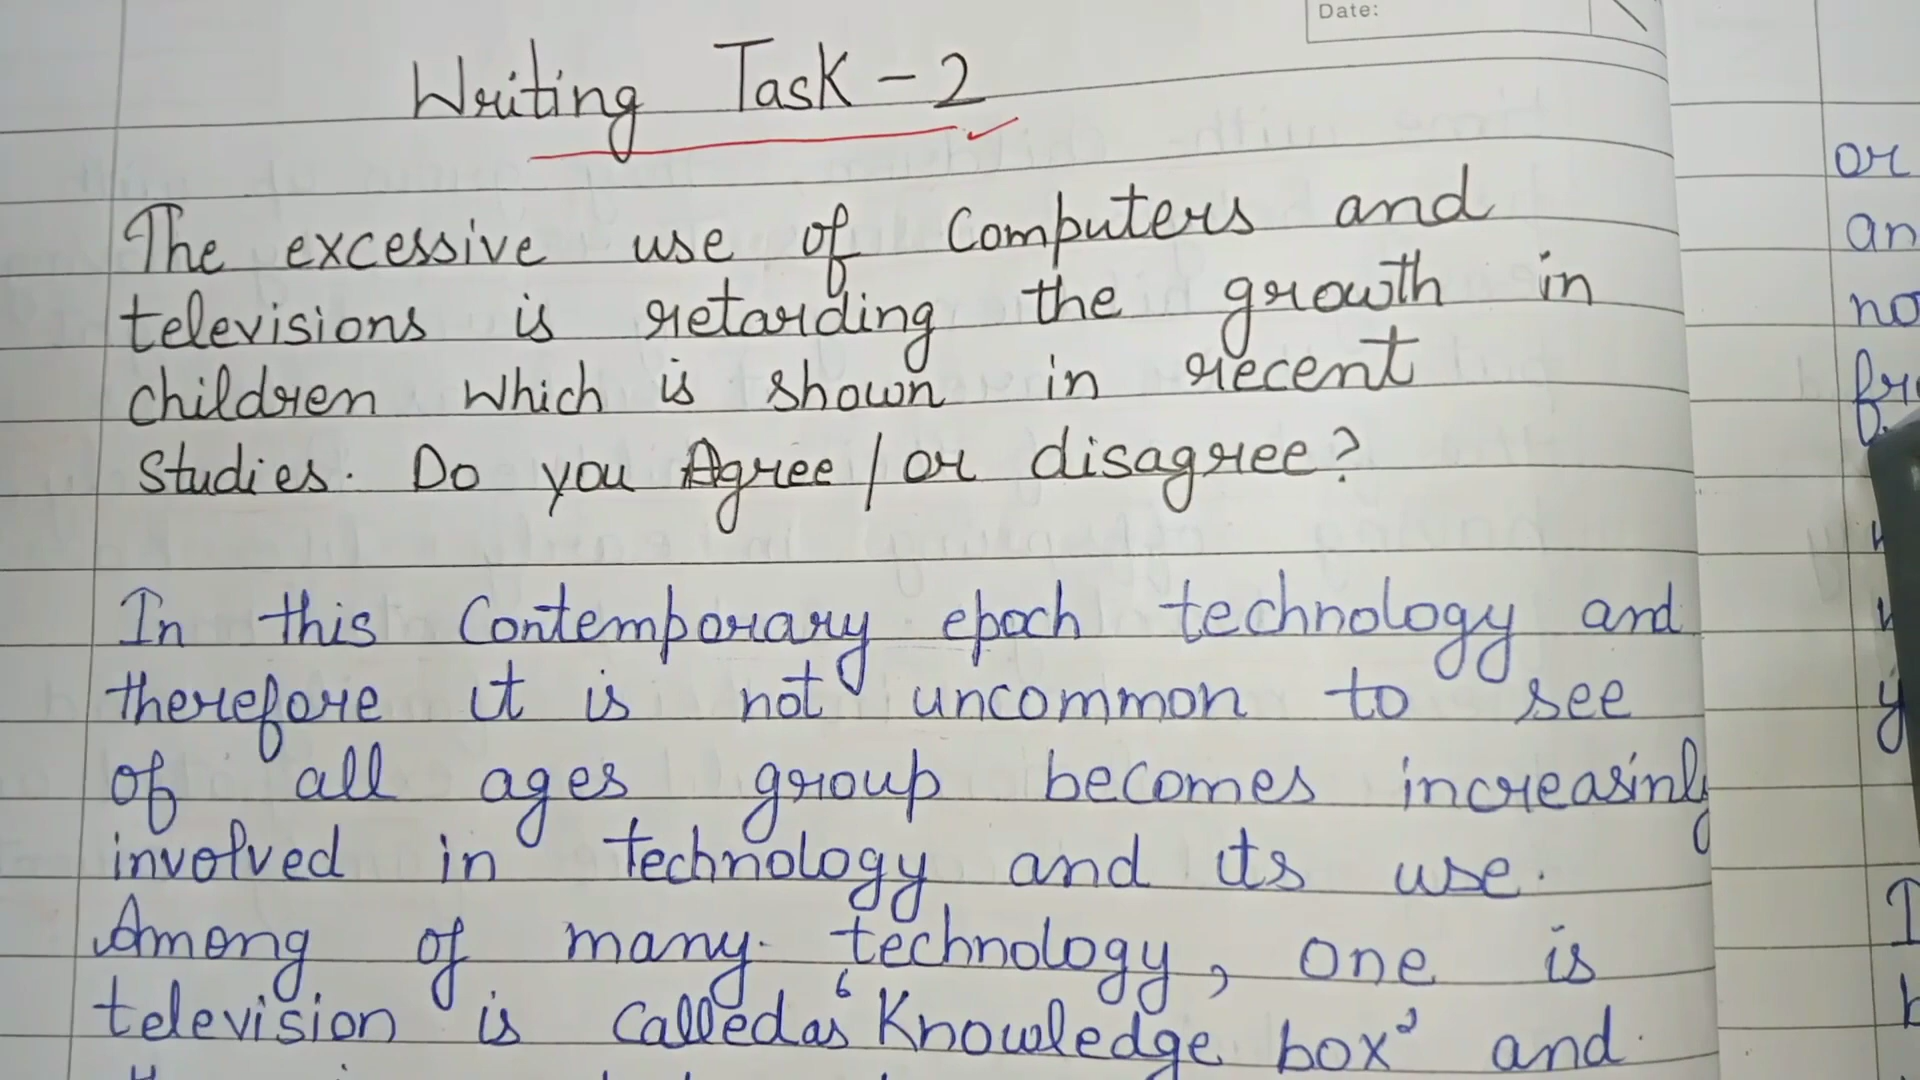 Date:
Writing Task - 2
The excessive use of Computers and
televisions is retarding the growth in
children which is shown in recent
Studies. Do you Agree / or disagree?
In this Contemporary epoch technology and
therefore it is not uncommon to see
of all ages group becomes increasinly
involved in technology and its use.
Among of many technology, one is
television is called as 'Knowledge box' and
or
an
no
fr
y
I